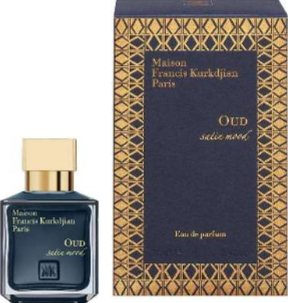 Maison
Francis Kurkdjian
Paris
OUD
satin mood
Eau de parfum
Maison
Francis Kurkdjian
Paris
OUD
satin mood